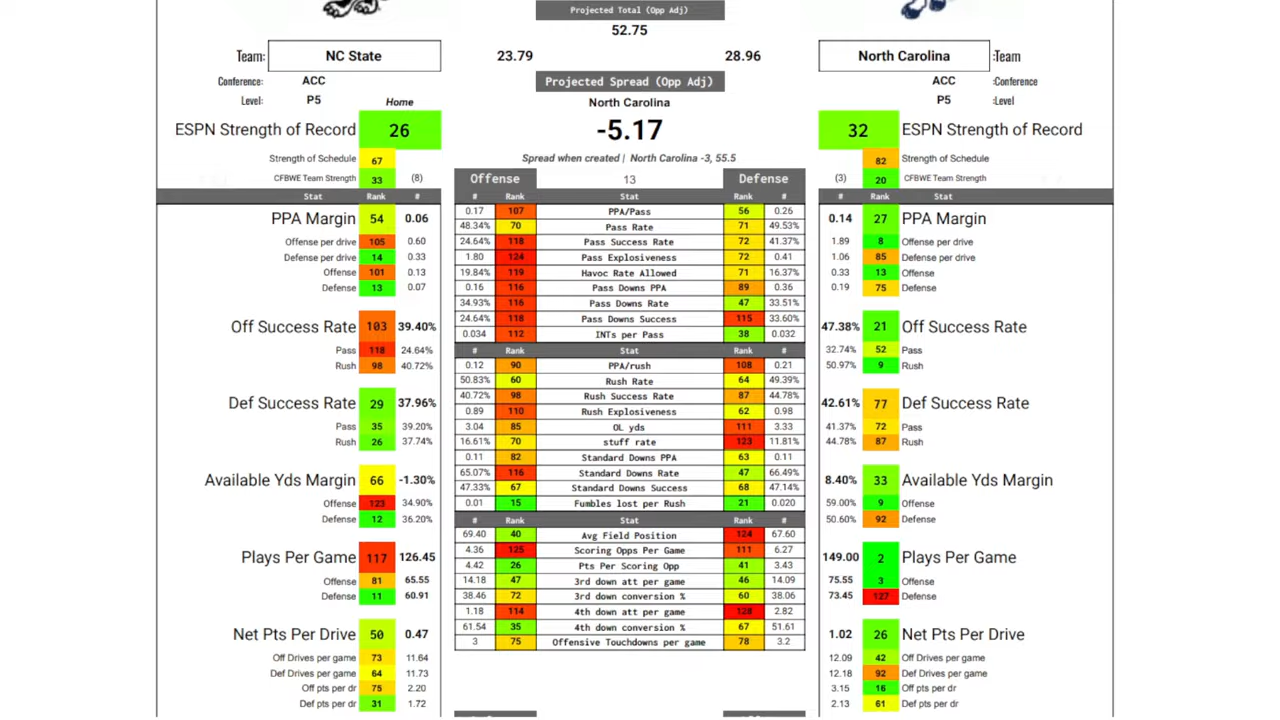 Projected Total (Opp Adj)
52.75
Team: NC State 23.79 28.96 North Carolina :Team
Conference: ACC Projected Spread (Opp Adj) ACC :Conference
Level: P5 Home North Carolina P5 :Level
ESPN Strength of Record 26 -5.17 32 ESPN Strength of Record
Strength of Schedule 67 Spread when created | North Carolina -3, 55.5 82 Strength of Schedule
CFBWE Team Strength 33 (8) Offense 13 Defense (3) 20 CFBWE Team Strength
Stat Rank # # Rank Stat Rank # # Rank Stat
PPA Margin 54 0.06
Offense per drive 105 0.60
Defense per drive 14 0.33
Offense 101 0.13
Defense 13 0.07
Off Success Rate 103 39.40%
Pass 118 24.64%
Rush 98 40.72%
Def Success Rate 29 37.96%
Pass 35 39.20%
Rush 26 37.74%
Available Yds Margin 66 -1.30%
Offense 123 34.90%
Defense 12 36.20%
Plays Per Game 117 126.45
Offense 81 65.55
Defense 11 60.91
Net Pts Per Drive 50 0.47
Off Drives per game 73 11.64
Def Drives per game 64 11.73
Off pts per dr 75 2.20
Def pts per dr 31 1.72
0.17 107 PPA/Pass 56 0.26
48.34% 70 Pass Rate 71 49.53%
24.64% 118 Pass Success Rate 72 41.37%
1.80 124 Pass Explosiveness 72 0.41
19.84% 119 Havoc Rate Allowed 71 16.37%
0.16 116 Pass Downs PPA 89 0.36
34.93% 116 Pass Downs Rate 47 33.51%
24.64% 118 Pass Downs Success 115 33.60%
0.034 112 INTs per Pass 38 0.032
# Rank Stat Rank #
0.12 90 PPA/rush 108 0.21
50.83% 60 Rush Rate 64 49.39%
40.72% 98 Rush Success Rate 87 44.78%
0.89 110 Rush Explosiveness 62 0.98
3.04 85 OL yds 111 3.33
16.61% 70 stuff rate 123 11.81%
0.11 82 Standard Downs PPA 63 0.11
65.07% 116 Standard Downs Rate 47 66.49%
47.33% 67 Standard Downs Success 68 47.14%
0.01 15 Fumbles lost per Rush 21 0.020
# Rank Stat Rank #
69.40 40 Avg Field Position 124 67.60
4.36 125 Scoring Opps Per Game 111 6.27
4.42 26 Pts Per Scoring Opp 41 3.43
14.18 47 3rd down att per game 46 14.09
38.46 72 3rd down conversion % 60 38.06
1.18 114 4th down att per game 128 2.82
61.54 35 4th down conversion % 67 51.61
3 75 Offensive Touchdowns per game 78 3.2
0.14 27 PPA Margin
1.89 8 Offense per drive
1.06 85 Defense per drive
0.33 13 Offense
0.19 75 Defense
47.38% 21 Off Success Rate
32.74% 52 Pass
50.97% 9 Rush
42.61% 77 Def Success Rate
41.37% 72 Pass
44.78% 87 Rush
8.40% 33 Available Yds Margin
59.00% 9 Offense
50.60% 92 Defense
149.00 2 Plays Per Game
75.55 3 Offense
73.45 127 Defense
1.02 26 Net Pts Per Drive
12.09 42 Off Drives per game
12.18 92 Def Drives per game
3.15 16 Off pts per dr
2.13 61 Def pts per dr